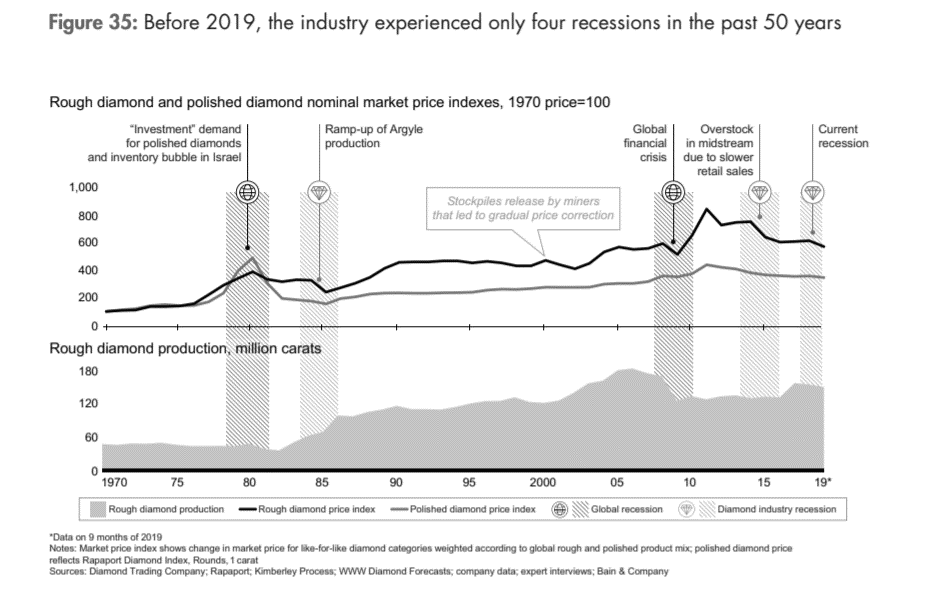 Figure 35: Before 2019, the industry experienced only four recessions in the past 50 years
Rough diamond and polished diamond nominal market price indexes, 1970 price=100
"Investment" demand
for polished diamonds
and inventory bubble in Israel
Ramp-up of Argyle
production
Global
financial
crisis
Overstock
in midstream
due to slower
retail sales
Current
recession
Stockpiles release by miners
that led to gradual price correction
1,000
800
600
400
200
0
Rough diamond production, million carats
180
120
60
0
1970 75 80 85 90 95 2000 05 10 15 19*
Rough diamond production Rough diamond price index Polished diamond price index Global recession Diamond industry recession
*Data on 9 months of 2019
Notes: Market price index shows change in market price for like-for-like diamond categories weighted according to global rough and polished product mix; polished diamond price
reflects Rapaport Diamond Index, Rounds, 1 carat
Sources: Diamond Trading Company; Rapaport; Kimberley Process; WWW Diamond Forecasts; company data; expert interviews; Bain & Company